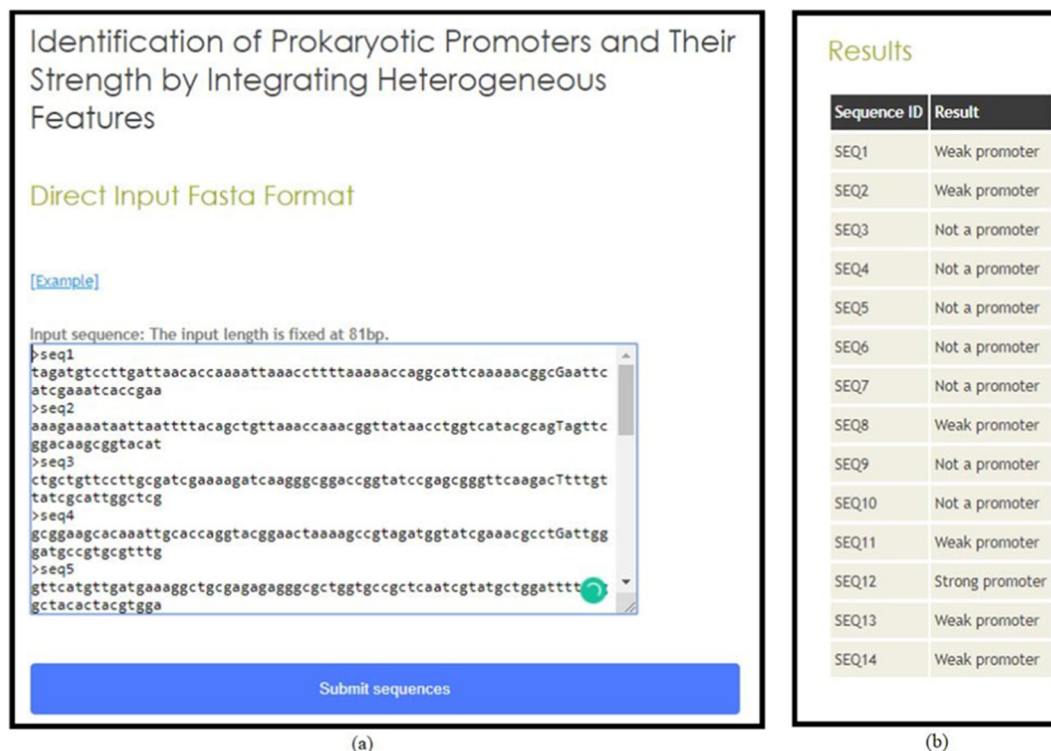 Identification of Prokaryotic Promoters and Their
Strength by Integrating Heterogeneous
Features
Direct Input Fasta Format
[Example]
Input sequence: The input length is fixed at 81bp.
>seq1
tagatgtccttgattaacaccaaaattaaaccttttaaaaaccaggcattcaaaaacggcGaattc
atcgaaatcaccgaa
>seq2
aaagaaaataattaattttacagctgttaaaccaaacggttataacctggtcatacgcagTagttc
ggacaagcggtacat
>seq3
ctgctgttccttgcgatcgaaaagatcaagggcggaccggtatccgagcgggttcaagacTtttgt
tatcgcattggctcg
>seq4
gcggaagcacaaattgcaccaggtacggaactaaaagccgtagatggtatcgaaacgcctGattgg
gatgccgtgcgtttg
>seq5
gttcatgttgatgaaaggctgcgagagagggcgctggtgccgctcaatcgtatgctggatttt
gctacactacgtgga
Submit sequences
(a)
Results
Sequence ID Result
SEQ1 Weak promoter
SEQ2 Weak promoter
SEQ3 Not a promoter
SEQ4 Not a promoter
SEQ5 Not a promoter
SEQ6 Not a promoter
SEQ7 Not a promoter
SEQ8 Weak promoter
SEQ9 Not a promoter
SEQ10 Not a promoter
SEQ11 Weak promoter
SEQ12 Strong promoter
SEQ13 Weak promoter
SEQ14 Weak promoter
(b)